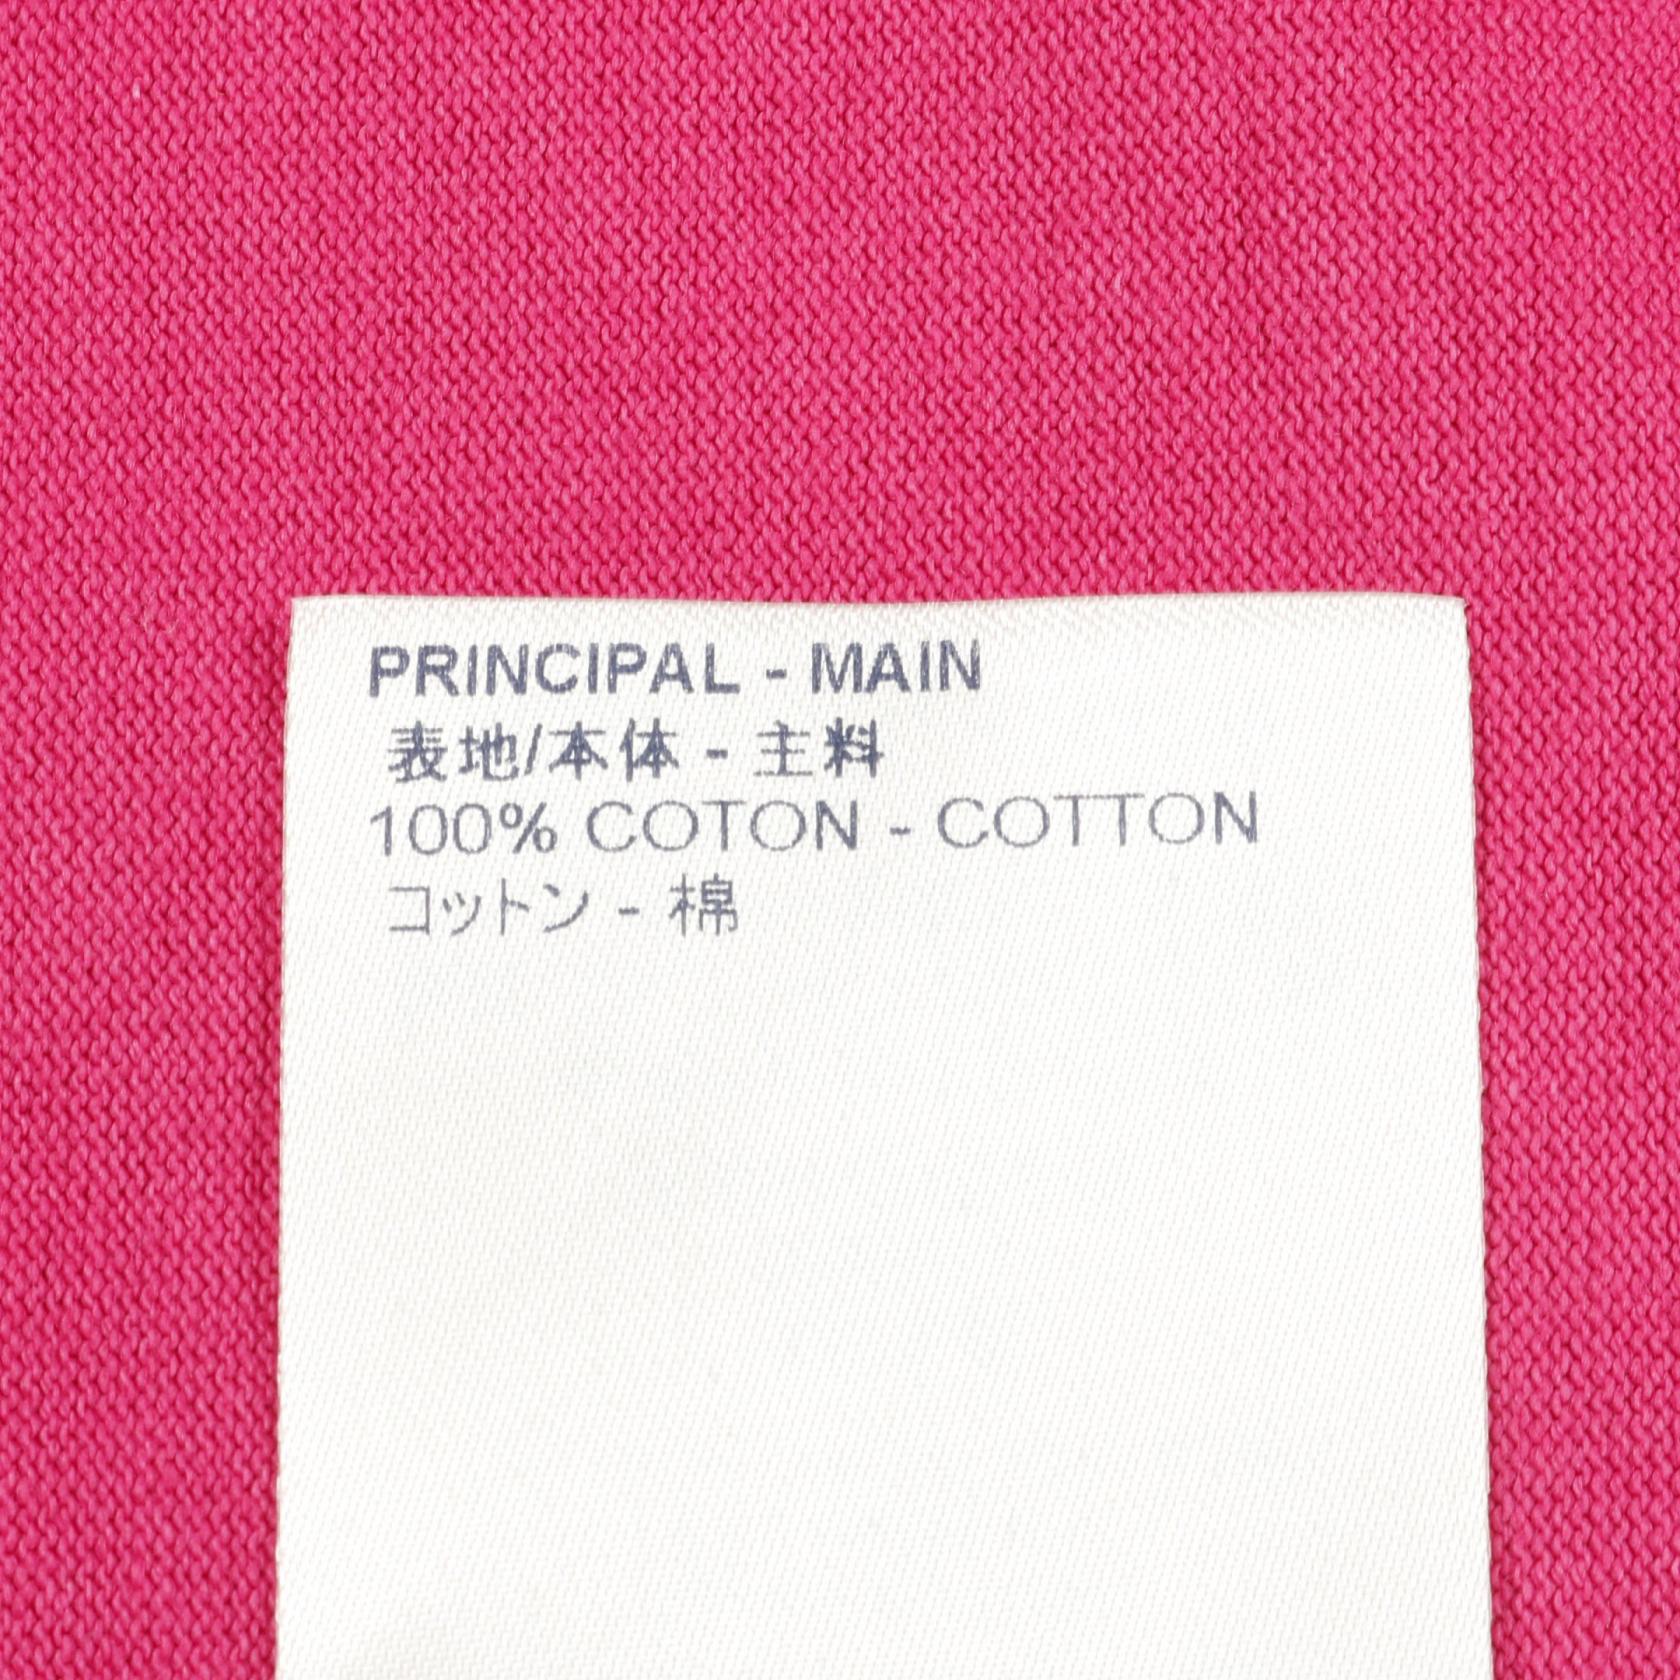 PRINCIPAL - MAIN
表地/本体 - 主料
100% COTON - COTTON
コットン - 棉